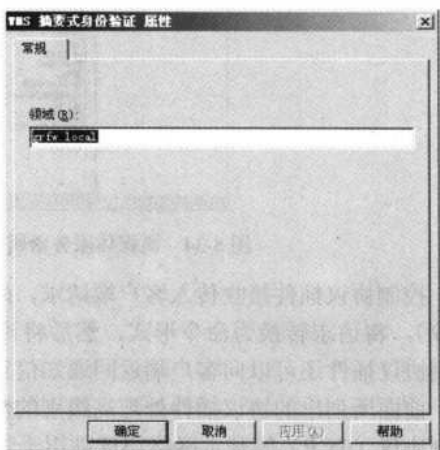 WMS 摘要式身份验证 属性
常规
领域(R):
grfw.local
确定 取消 应用(A) 帮助